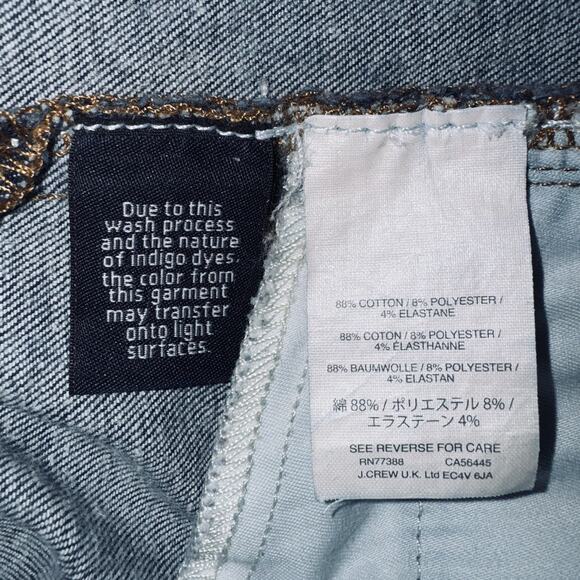 Due to this
wash process
and the nature
of indigo dyes,
the color from
this garment
may transfer
onto light
surfaces.
88% COTTON / 8% POLYESTER /
4% ELASTANE
88% COTON / 8% POLYESTER /
4% ÉLASTHANNE
88% BAUMWOLLE / 8% POLYESTER /
4% ELASTAN
綿 88% / ポリエステル 8% /
エラステーン 4%
SEE REVERSE FOR CARE
RN77388 CA56445
J.CREW U.K. Ltd EC4V 6JA